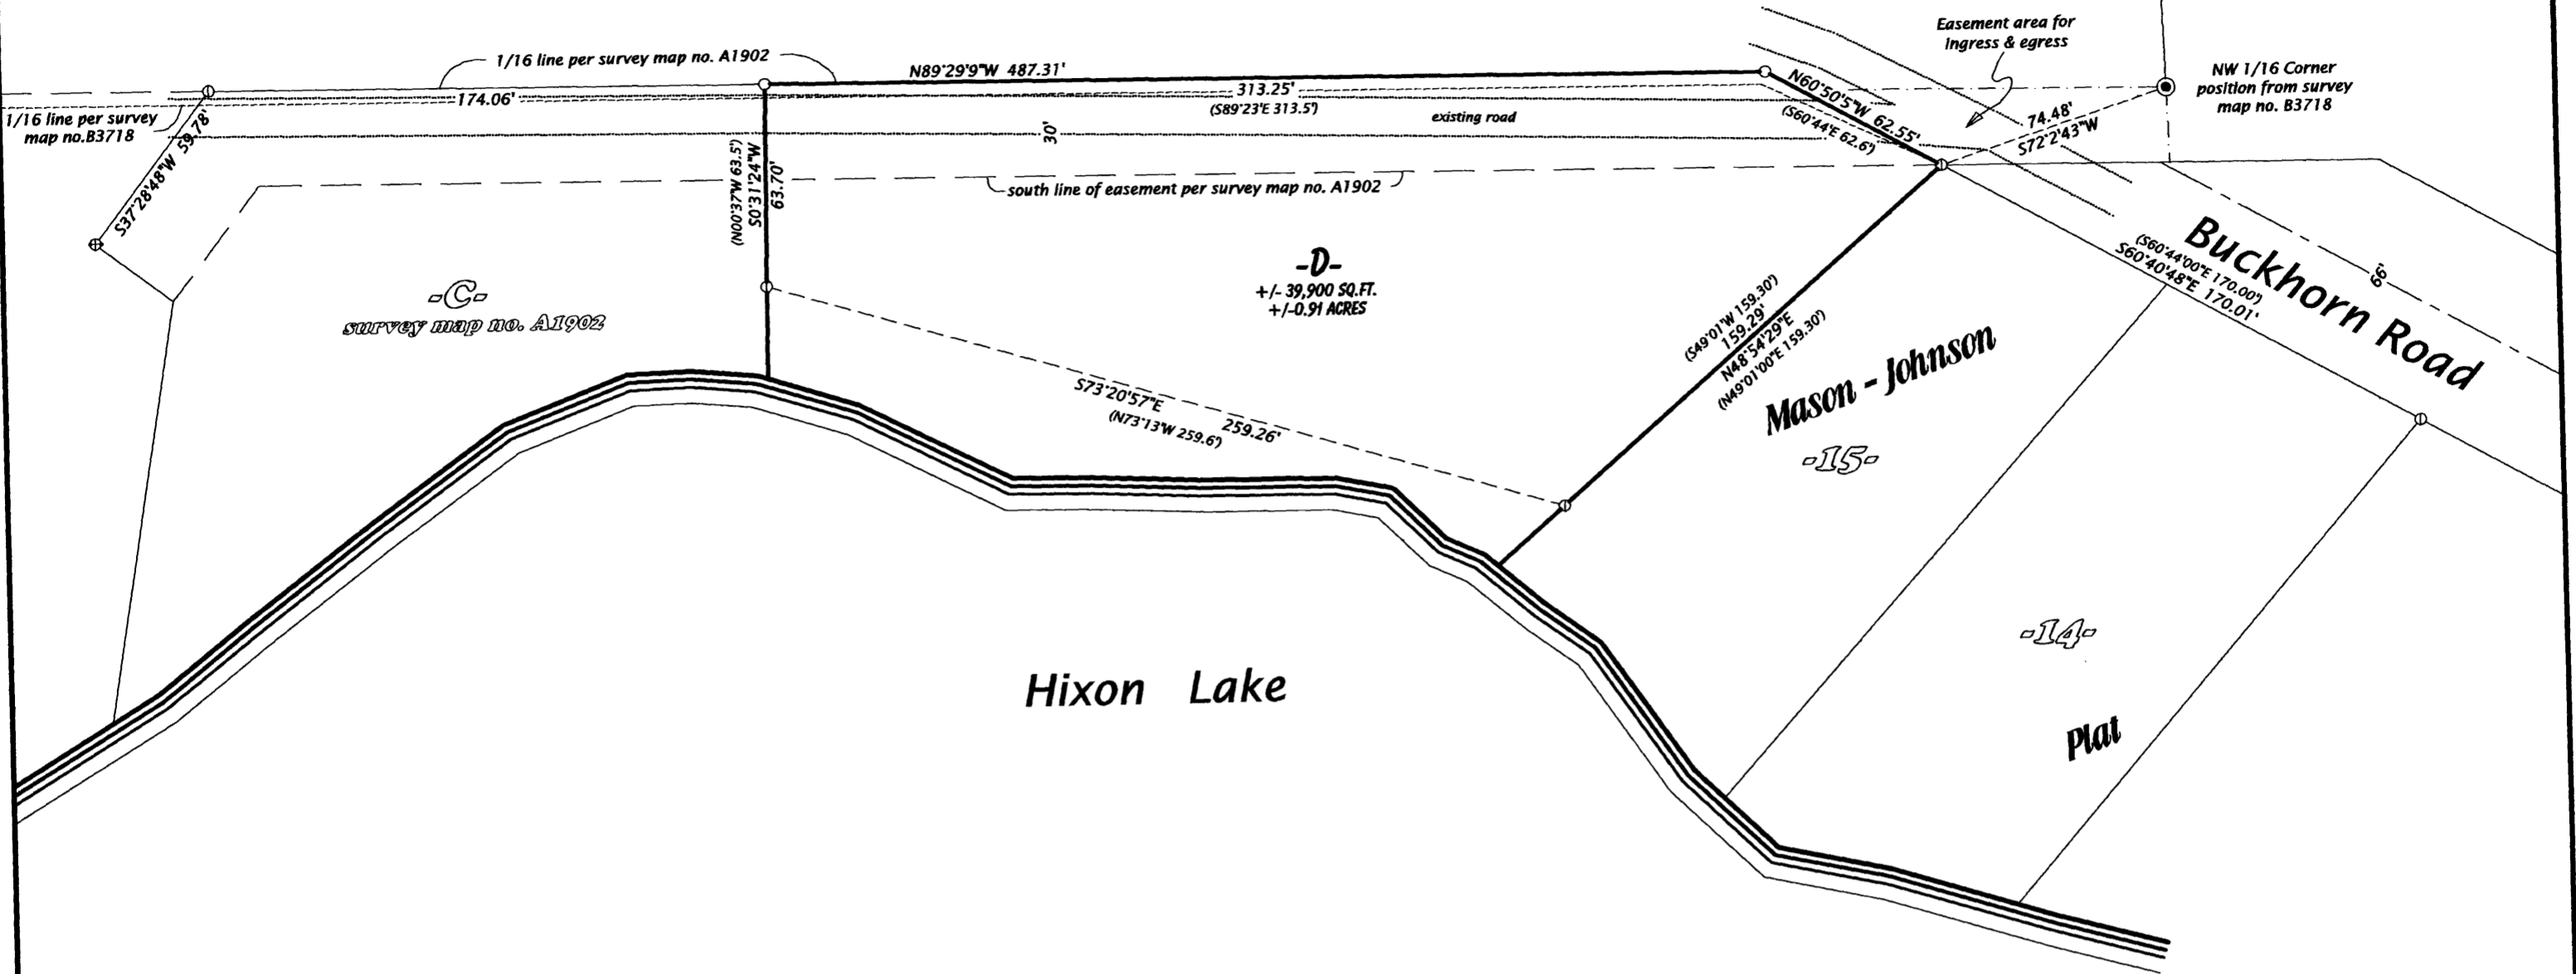 1/16 line per survey map no. A1902
N89°29'9"W 487.31'
174.06'
313.25'
(S89°23'E 313.5')
existing road
1/16 line per survey
map no.B3718
S37°28'48"W 59.78'
30'
(N00°37'W 63.5')
S0°31'24"W
63.70'
south line of easement per survey map no. A1902
N60°50'5"W 62.55'
(S60°44'E 62.6')
Easement area for
ingress & egress
74.48'
S72°2'43"W
NW 1/16 Corner
position from survey
map no. B3718
-C-
survey map no. A1902
-D-
+/- 39,900 SQ.FT.
+/-0.91 ACRES
S73°20'57"E
259.26'
(N73°13'W 259.6')
(S49°01'W 159.30')
159.29'
N48°54'29"E
(N49°01'00"E 159.30')
Mason - Johnson
-15-
(S60°44'00"E 170.00')
S60°40'48"E 170.01'
Buckhorn Road
66'
-14-
Plat
Hixon Lake